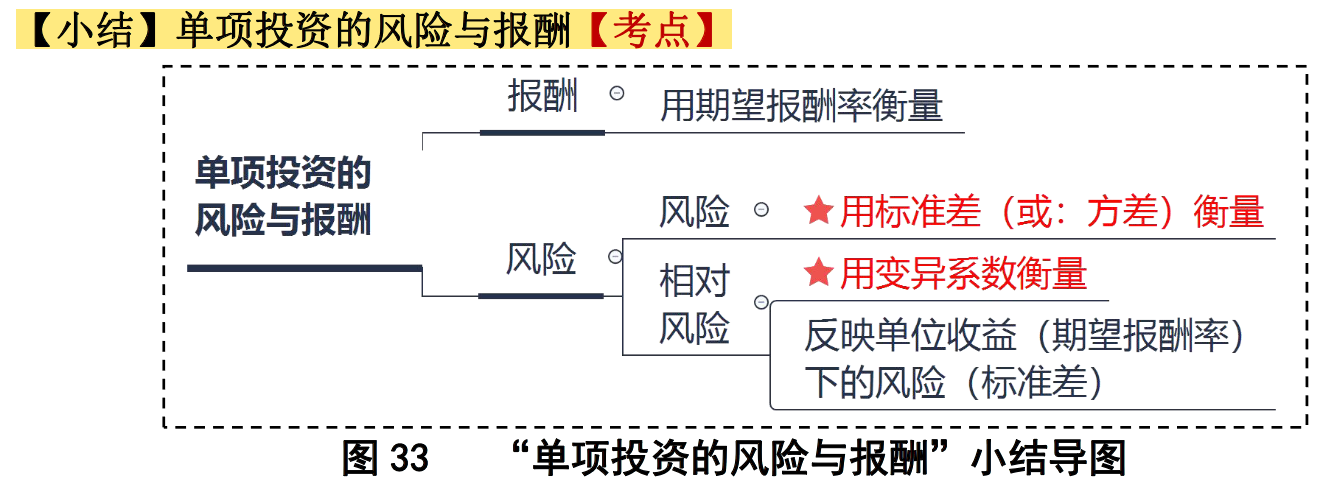 【小结】单项投资的风险与报酬【考点】
报酬
用期望报酬率衡量
单项投资的
风险与报酬
风险
风险
★用标准差（或：方差）衡量
相对
风险
★用变异系数衡量
反映单位收益（期望报酬率）
下的风险（标准差）
图 33 “单项投资的风险与报酬”小结导图